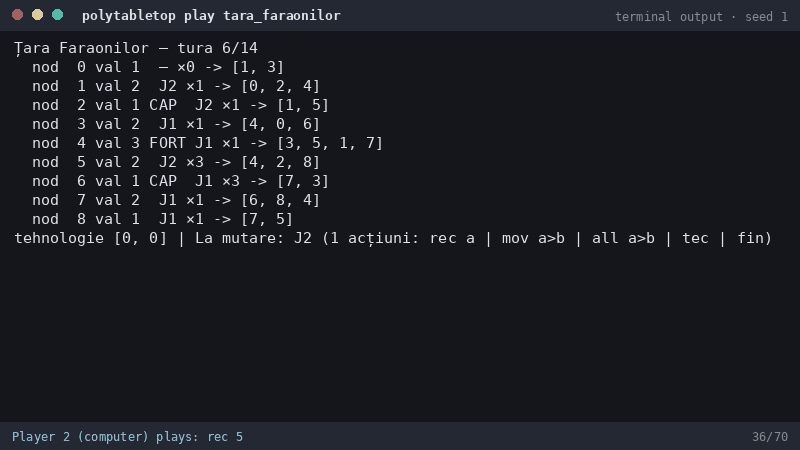 polytabletop play tara_faraonilor
terminal output · seed 1
Țara Faraonilor — tura 6/14
nod  0 val 1  — ×0 -> [1, 3]
nod  1 val 2  J2 ×1 -> [0, 2, 4]
nod  2 val 1 CAP  J2 ×1 -> [1, 5]
nod  3 val 2  J1 ×1 -> [4, 0, 6]
nod  4 val 3 FORT J1 ×1 -> [3, 5, 1, 7]
nod  5 val 2  J2 ×3 -> [4, 2, 8]
nod  6 val 1 CAP  J1 ×3 -> [7, 3]
nod  7 val 2  J1 ×1 -> [6, 8, 4]
nod  8 val 1  J1 ×1 -> [7, 5]
tehnologie [0, 0] | La mutare: J2 (1 acțiuni: rec a | mov a>b | all a>b | tec | fin)
Player 2 (computer) plays: rec 5
36/70